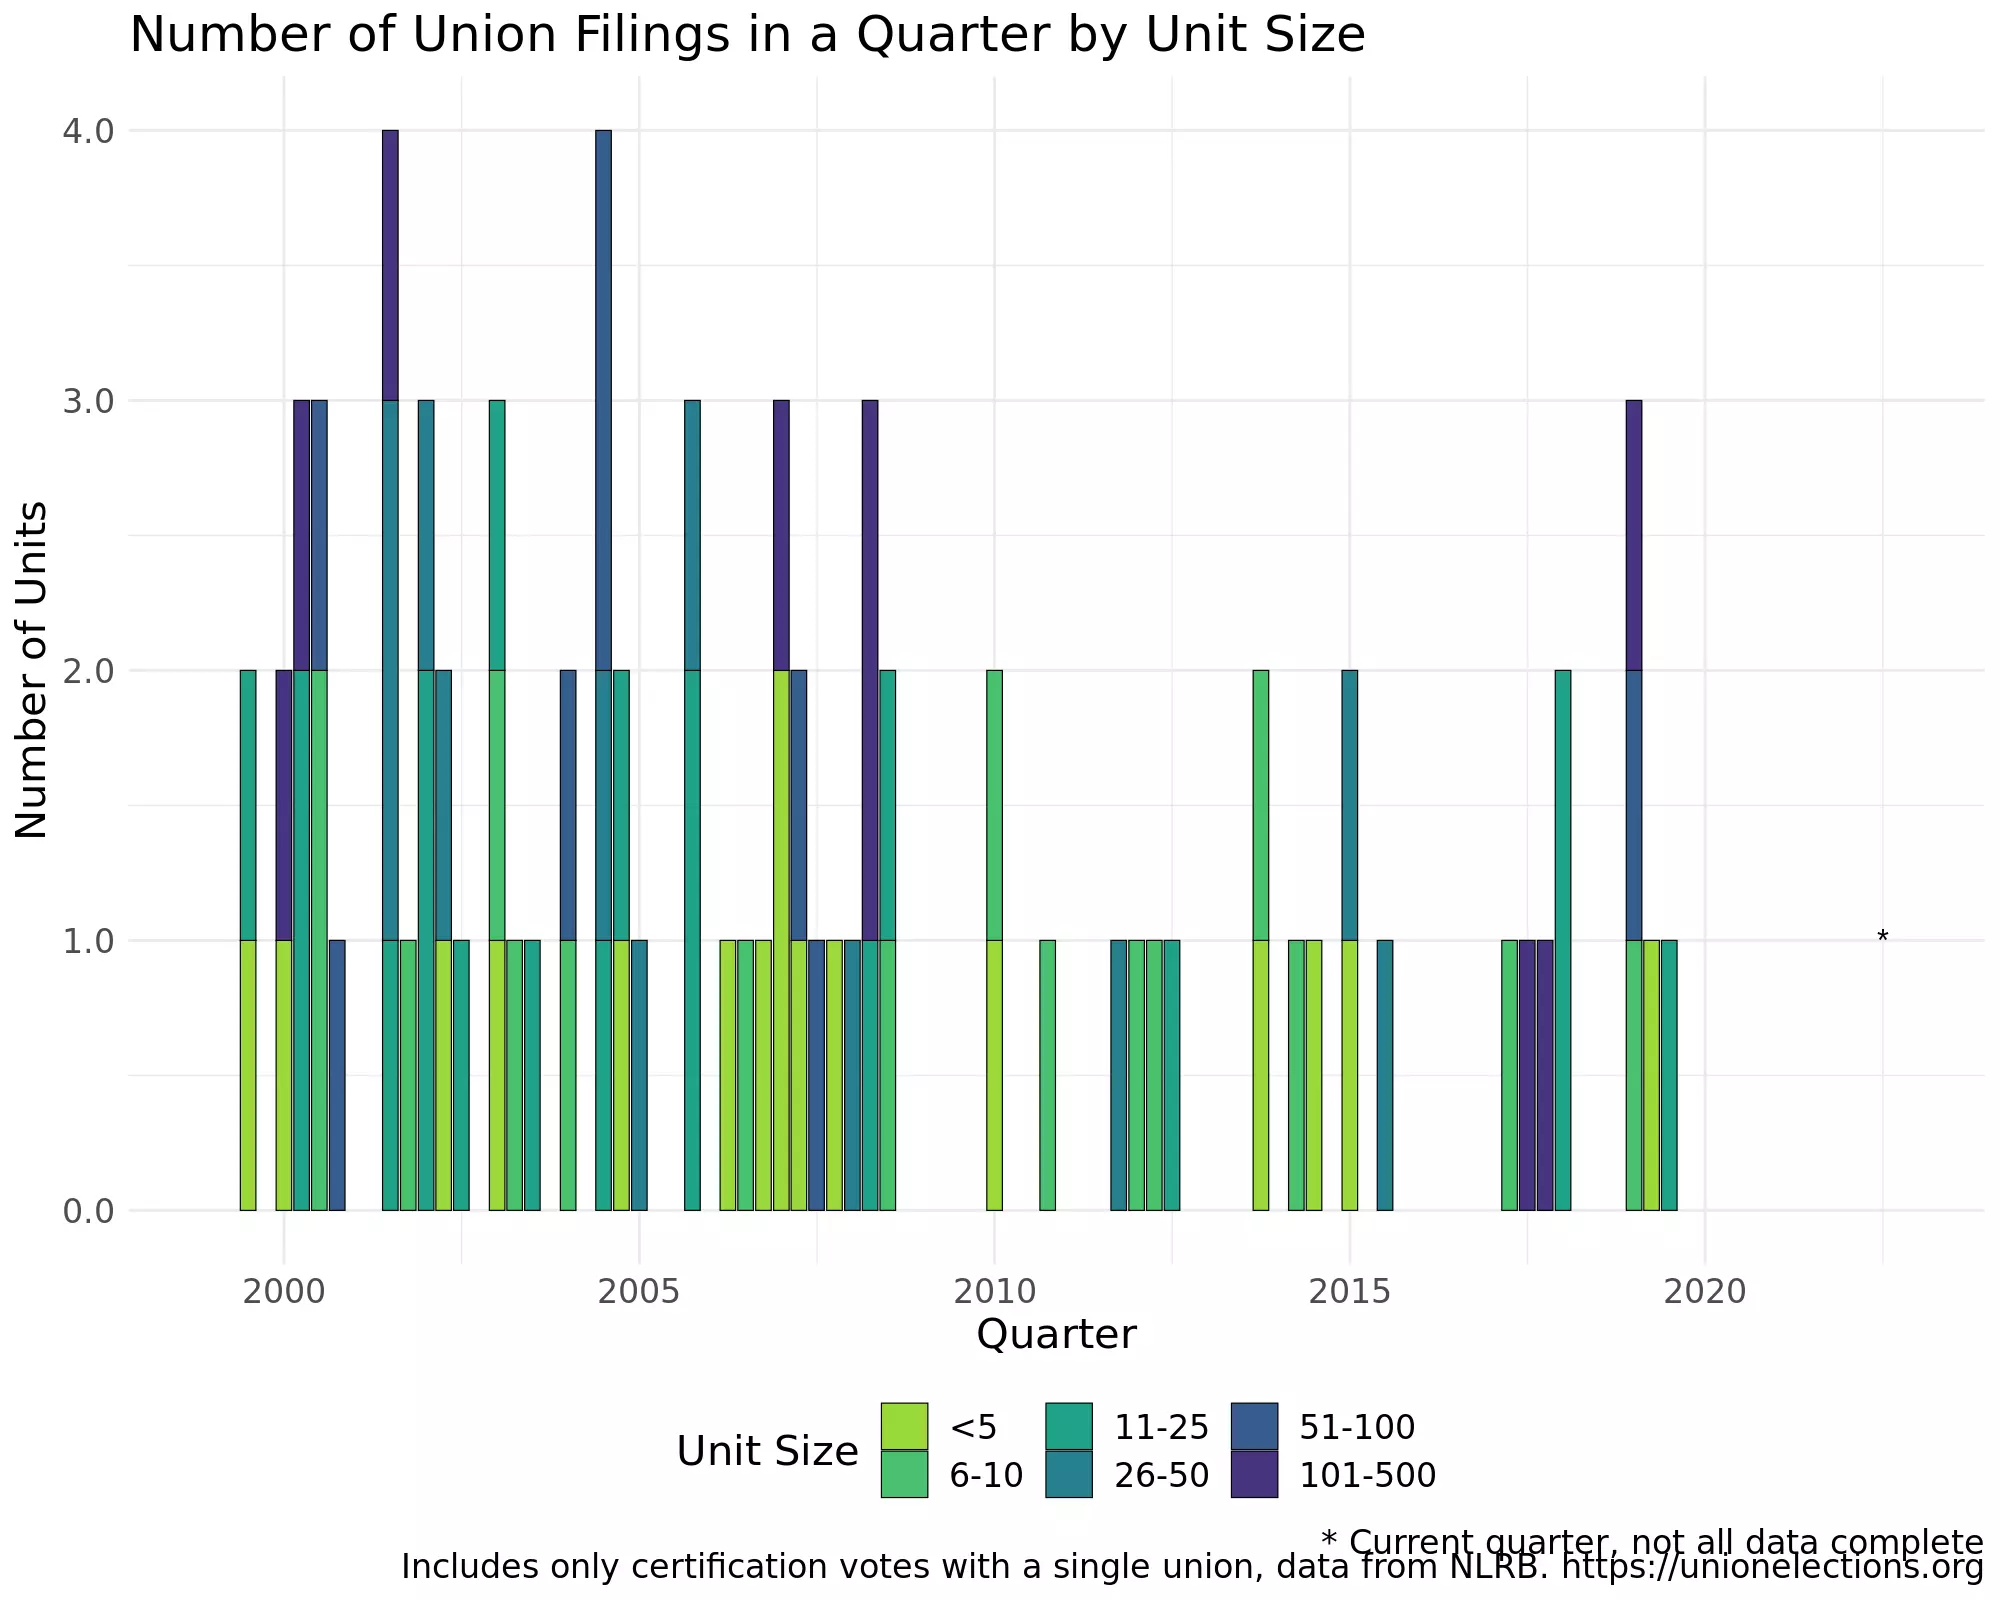 Number of Union Filings in a Quarter by Unit Size
Number of Units
4.0
3.0
2.0
1.0
0.0
*
2000 2005 2010 2015 2020
Quarter
Unit Size
<5 11-25 51-100
6-10 26-50 101-500
* Current quarter, not all data complete
Includes only certification votes with a single union, data from NLRB. https://unionelections.org